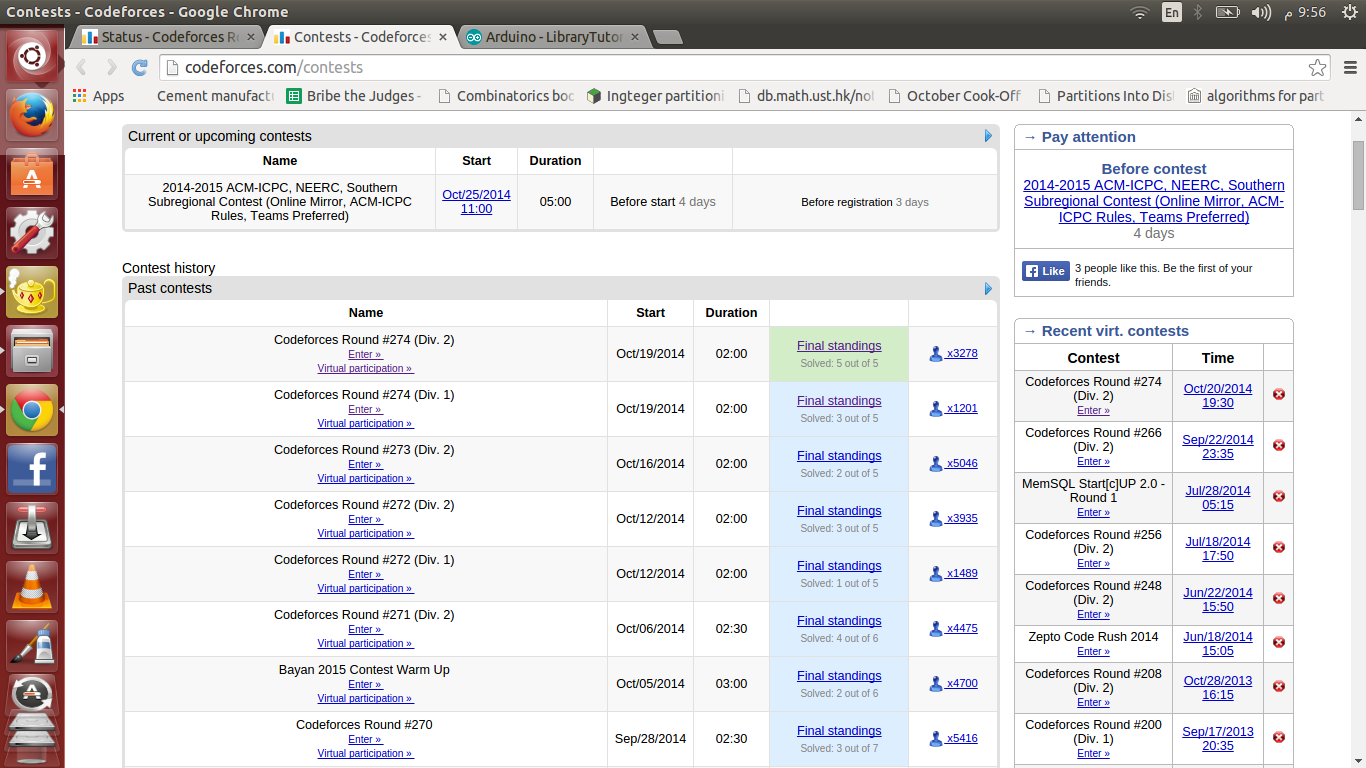 Contests - Codeforces - Google Chrome
En
9:56 م
Status - Codeforces R
Contests - Codeforces
Arduino - LibraryTutor
codeforces.com/contests
Apps
Cement manufact
Bribe the Judges -
Combinatorics boo
Ingteger partitioni
db.math.ust.hk/not
October Cook-Off
Partitions Into Dis
algorithms for part
Current or upcoming contests
Name Start Duration
2014-2015 ACM-ICPC, NEERC, Southern
Subregional Contest (Online Mirror, ACM-ICPC
Rules, Teams Preferred)
Oct/25/2014
11:00
05:00
Before start 4 days
Before registration 3 days
Contest history
Past contests
Name Start Duration
Codeforces Round #274 (Div. 2)
Enter »
Virtual participation »
Oct/19/2014
02:00
Final standings
Solved: 5 out of 5
x3278
Codeforces Round #274 (Div. 1)
Enter »
Virtual participation »
Oct/19/2014
02:00
Final standings
Solved: 3 out of 5
x1201
Codeforces Round #273 (Div. 2)
Enter »
Virtual participation »
Oct/16/2014
02:00
Final standings
Solved: 2 out of 5
x5046
Codeforces Round #272 (Div. 2)
Enter »
Virtual participation »
Oct/12/2014
02:00
Final standings
Solved: 3 out of 5
x3935
Codeforces Round #272 (Div. 1)
Enter »
Virtual participation »
Oct/12/2014
02:00
Final standings
Solved: 1 out of 5
x1489
Codeforces Round #271 (Div. 2)
Enter »
Virtual participation »
Oct/06/2014
02:30
Final standings
Solved: 4 out of 6
x4475
Bayan 2015 Contest Warm Up
Enter »
Virtual participation »
Oct/05/2014
03:00
Final standings
Solved: 2 out of 6
x4700
Codeforces Round #270
Enter »
Virtual participation »
Sep/28/2014
02:30
Final standings
Solved: 3 out of 7
x5416
→ Pay attention
Before contest
2014-2015 ACM-ICPC, NEERC, Southern
Subregional Contest (Online Mirror, ACM-
ICPC Rules, Teams Preferred)
4 days
Like
3 people like this. Be the first of your
friends.
→ Recent virt. contests
Contest Time
Codeforces Round #274
(Div. 2)
Enter »
Oct/20/2014
19:30
Codeforces Round #266
(Div. 2)
Enter »
Sep/22/2014
23:35
MemSQL Start[c]UP 2.0 -
Round 1
Enter »
Jul/28/2014
05:15
Codeforces Round #256
(Div. 2)
Enter »
Jul/18/2014
17:50
Codeforces Round #248
(Div. 2)
Enter »
Jun/22/2014
15:50
Zepto Code Rush 2014
Enter »
Jun/18/2014
15:05
Codeforces Round #208
(Div. 2)
Enter »
Oct/28/2013
16:15
Codeforces Round #200
(Div. 1)
Enter »
Sep/17/2013
20:35